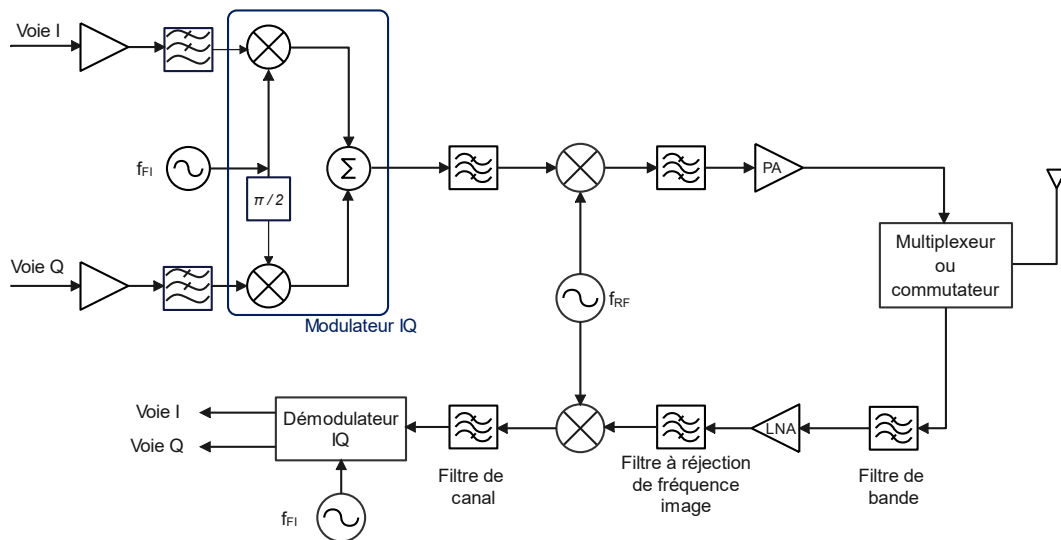 Voie I
f_FI
π / 2
Σ
Voie Q
Modulateur IQ
PA
Multiplexeur
ou
commutateur
f_RF
Voie I
Voie Q
Démodulateur
IQ
f_FI
Filtre de
canal
Filtre à réjection
de fréquence
image
LNA
Filtre de
bande